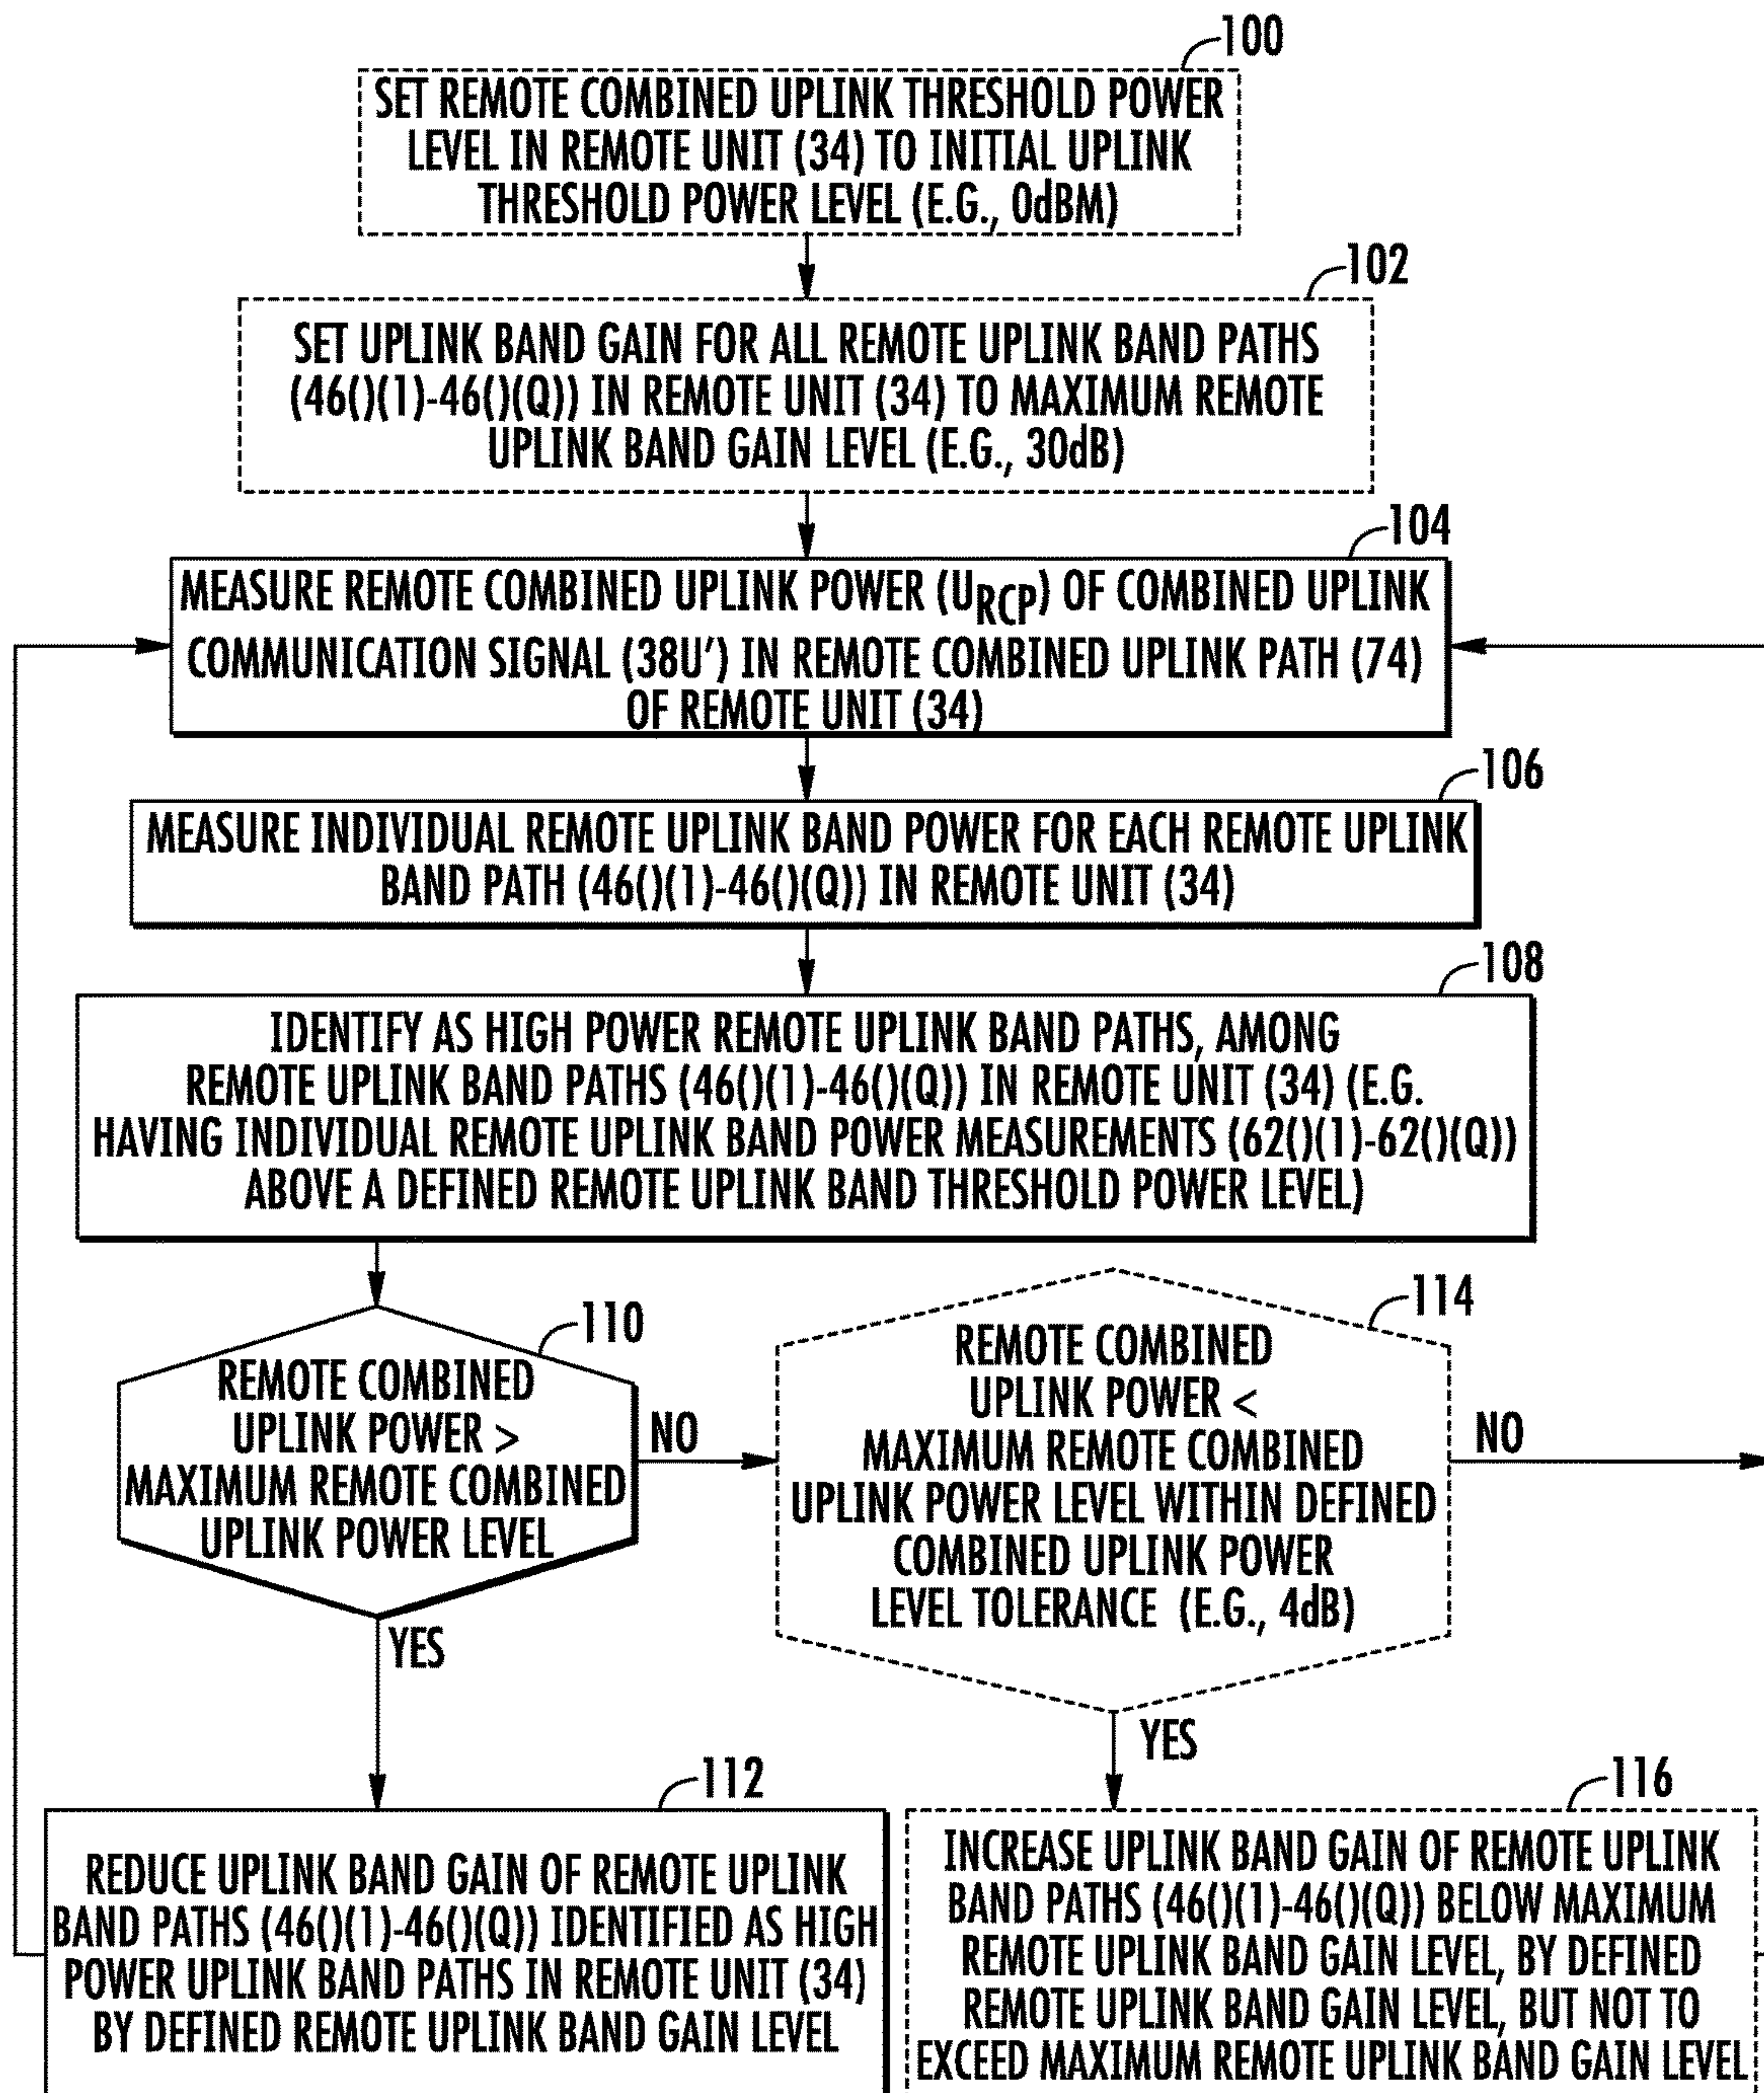 100
SET REMOTE COMBINED UPLINK THRESHOLD POWER
LEVEL IN REMOTE UNIT (34) TO INITIAL UPLINK
THRESHOLD POWER LEVEL (E.G., 0dBM)
102
SET UPLINK BAND GAIN FOR ALL REMOTE UPLINK BAND PATHS
(46()(1)-46()(Q)) IN REMOTE UNIT (34) TO MAXIMUM REMOTE
UPLINK BAND GAIN LEVEL (E.G., 30dB)
104
MEASURE REMOTE COMBINED UPLINK POWER (URCP) OF COMBINED UPLINK
COMMUNICATION SIGNAL (38U') IN REMOTE COMBINED UPLINK PATH (74)
OF REMOTE UNIT (34)
106
MEASURE INDIVIDUAL REMOTE UPLINK BAND POWER FOR EACH REMOTE UPLINK
BAND PATH (46()(1)-46()(Q)) IN REMOTE UNIT (34)
108
IDENTIFY AS HIGH POWER REMOTE UPLINK BAND PATHS, AMONG
REMOTE UPLINK BAND PATHS (46()(1)-46()(Q)) IN REMOTE UNIT (34) (E.G.
HAVING INDIVIDUAL REMOTE UPLINK BAND POWER MEASUREMENTS (62()(1)-62()(Q))
ABOVE A DEFINED REMOTE UPLINK BAND THRESHOLD POWER LEVEL)
110
REMOTE COMBINED
UPLINK POWER >
MAXIMUM REMOTE COMBINED
UPLINK POWER LEVEL
NO
YES
114
REMOTE COMBINED
UPLINK POWER <
MAXIMUM REMOTE COMBINED
UPLINK POWER LEVEL WITHIN DEFINED
COMBINED UPLINK POWER
LEVEL TOLERANCE (E.G., 4dB)
NO
YES
112
REDUCE UPLINK BAND GAIN OF REMOTE UPLINK
BAND PATHS (46()(1)-46()(Q)) IDENTIFIED AS HIGH
POWER UPLINK BAND PATHS IN REMOTE UNIT (34)
BY DEFINED REMOTE UPLINK BAND GAIN LEVEL
116
INCREASE UPLINK BAND GAIN OF REMOTE UPLINK
BAND PATHS (46()(1)-46()(Q)) BELOW MAXIMUM
REMOTE UPLINK BAND GAIN LEVEL, BY DEFINED
REMOTE UPLINK BAND GAIN LEVEL, BUT NOT TO
EXCEED MAXIMUM REMOTE UPLINK BAND GAIN LEVEL